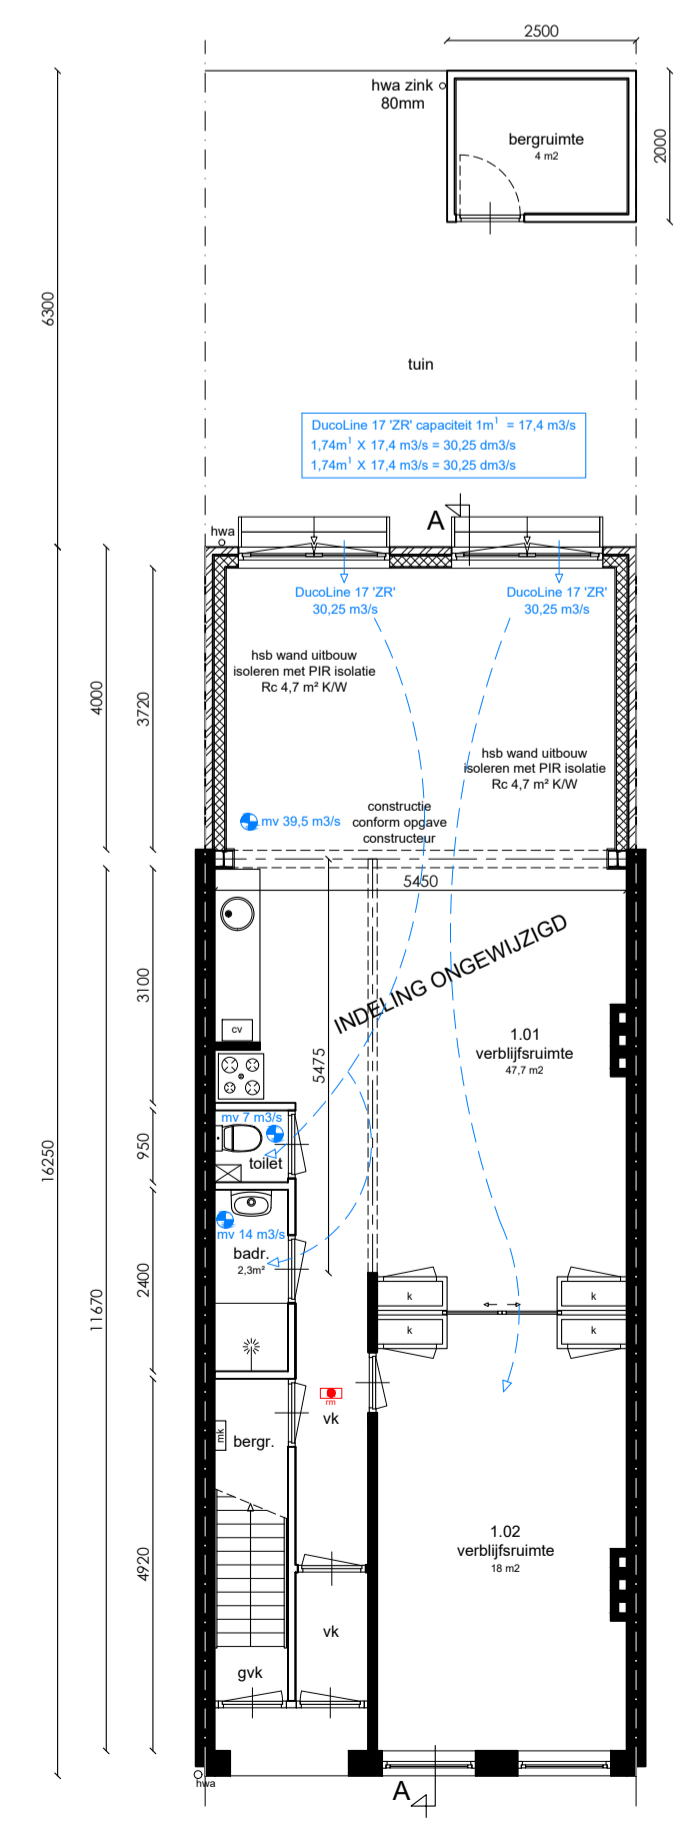 2500
hwa zink
80mm
bergruimte
4 m2
2000
6300
tuin
DucoLine 17 'ZR' capaciteit 1m¹ = 17,4 m3/s
1,74m¹ X 17,4 m3/s = 30,25 dm3/s
1,74m¹ X 17,4 m3/s = 30,25 dm3/s
A
hwa
DucoLine 17 'ZR'
30,25 m3/s
DucoLine 17 'ZR'
30,25 m3/s
hsb wand uitbouw
isoleren met PIR isolatie
Rc 4,7 m² K/W
4000
3720
hsb wand uitbouw
isoleren met PIR isolatie
Rc 4,7 m² K/W
mv 39,5 m3/s
constructie
conform opgave
constructeur
5450
INDELING ONGEWIJZIGD
3100
cv
5475
1.01
verblijfsruimte
47,7 m2
mv 7 m3/s
toilet
950
16250
mv 14 m3/s
badr.
2,3m²
2400
11670
k
k
k
k
rm
vk
mk
bergr.
4920
1.02
verblijfsruimte
18 m2
vk
gvk
hwa
A